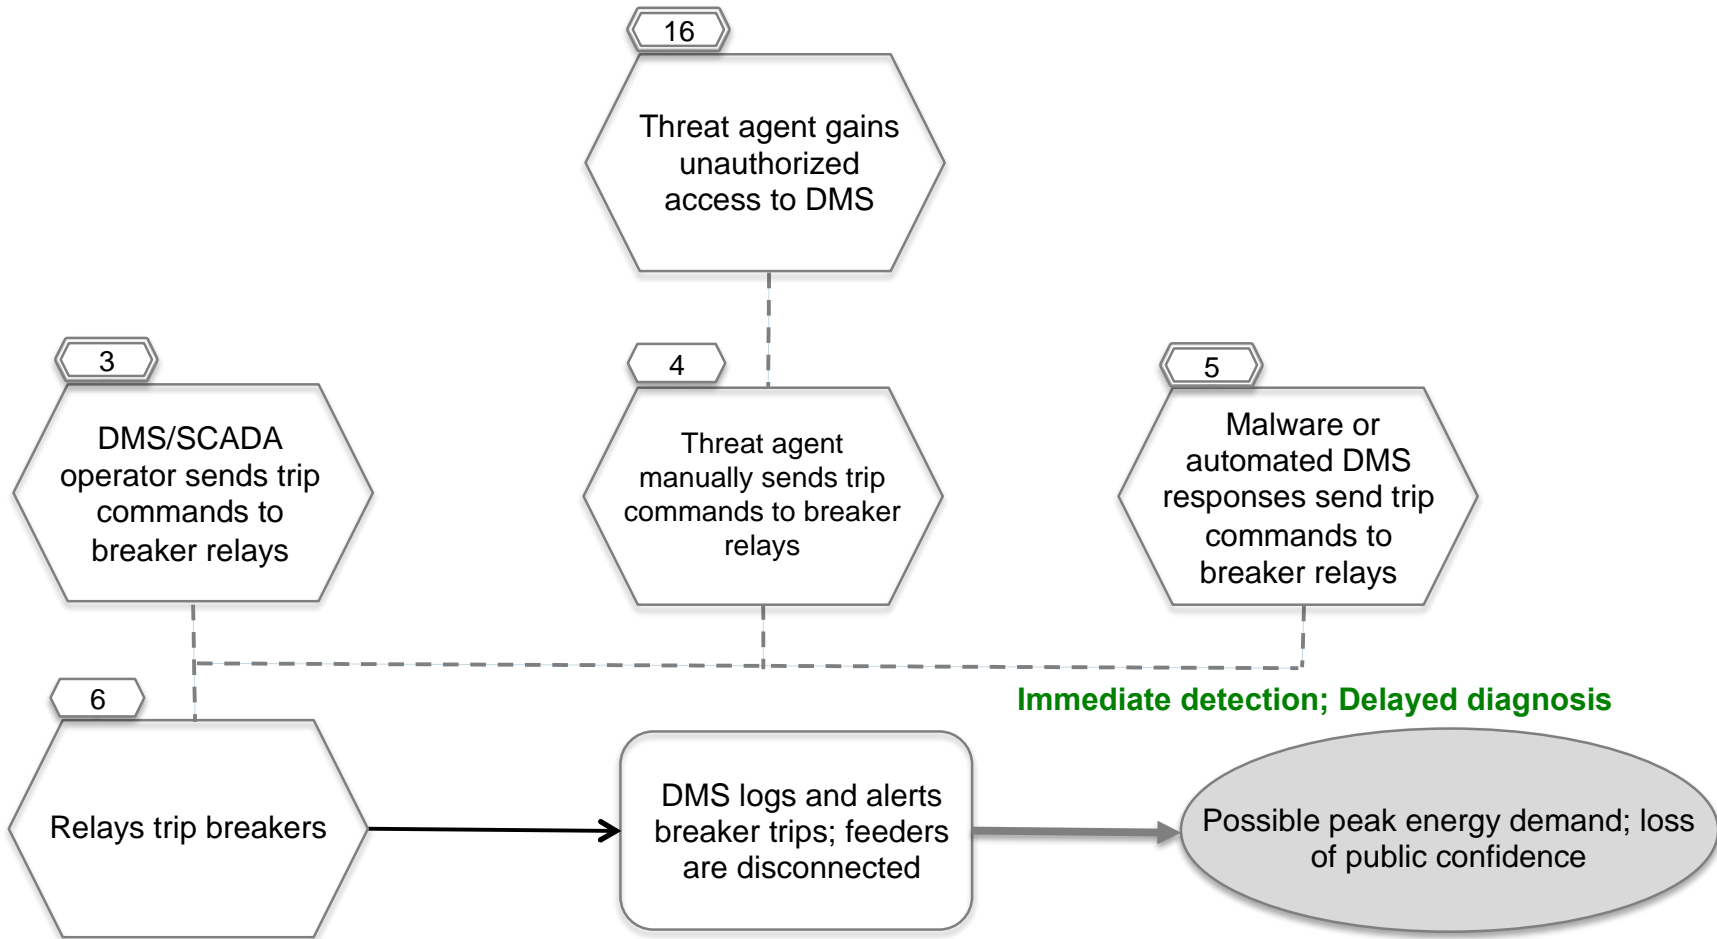 16
Threat agent gains
unauthorized
access to DMS
3
DMS/SCADA
operator sends trip
commands to
breaker relays
4
Threat agent
manually sends trip
commands to breaker
relays
5
Malware or
automated DMS
responses send trip
commands to
breaker relays
6
Relays trip breakers
DMS logs and alerts
breaker trips; feeders
are disconnected
Immediate detection; Delayed diagnosis
Possible peak energy demand; loss
of public confidence